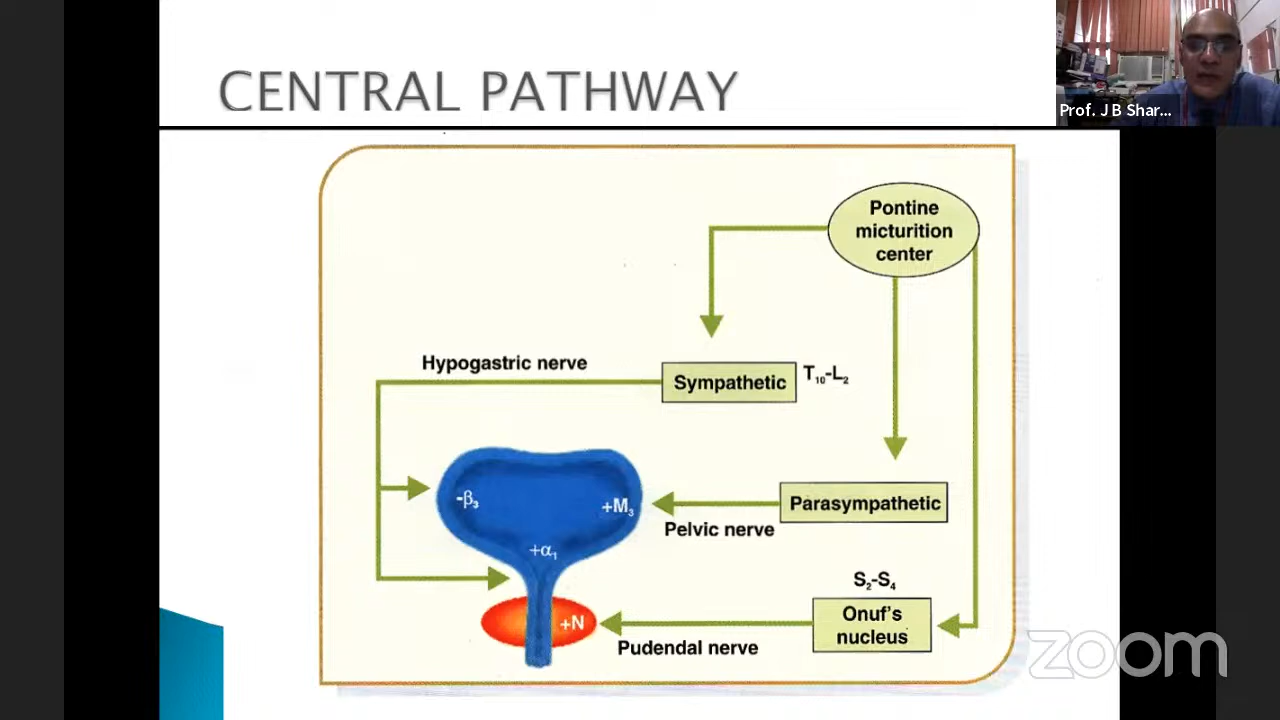 CENTRAL PATHWAY
Prof. J B Shar...
Pontine
micturition
center
Hypogastric nerve
Sympathetic
T₁₀-L₂
-β₃
+M₃
Parasympathetic
Pelvic nerve
+α₁
S₂-S₄
+N
Onuf's
nucleus
Pudendal nerve
zoom